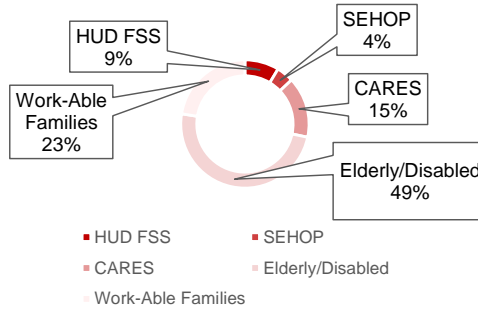 HUD FSS
9%
SEHOP
4%
CARES
15%
Work-Able
Families
23%
Elderly/Disabled
49%
HUD FSS
SEHOP
CARES
Elderly/Disabled
Work-Able Families